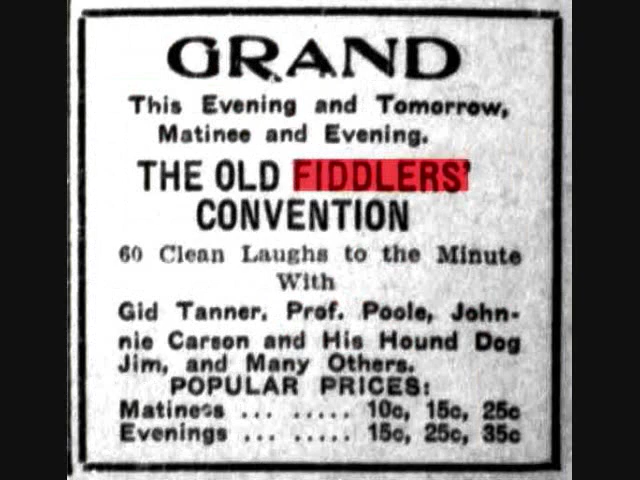 GRAND
This Evening and Tomorrow,
Matinee and Evening.
THE OLD FIDDLERS'
CONVENTION
60 Clean Laughs to the Minute
With
Gid Tanner, Prof. Poole, John-
nie Carson and His Hound Dog
Jim, and Many Others.
POPULAR PRICES:
Matiness ... ..... 10c, 15c, 25c
Evenings ... ..... 15c, 25c, 35c